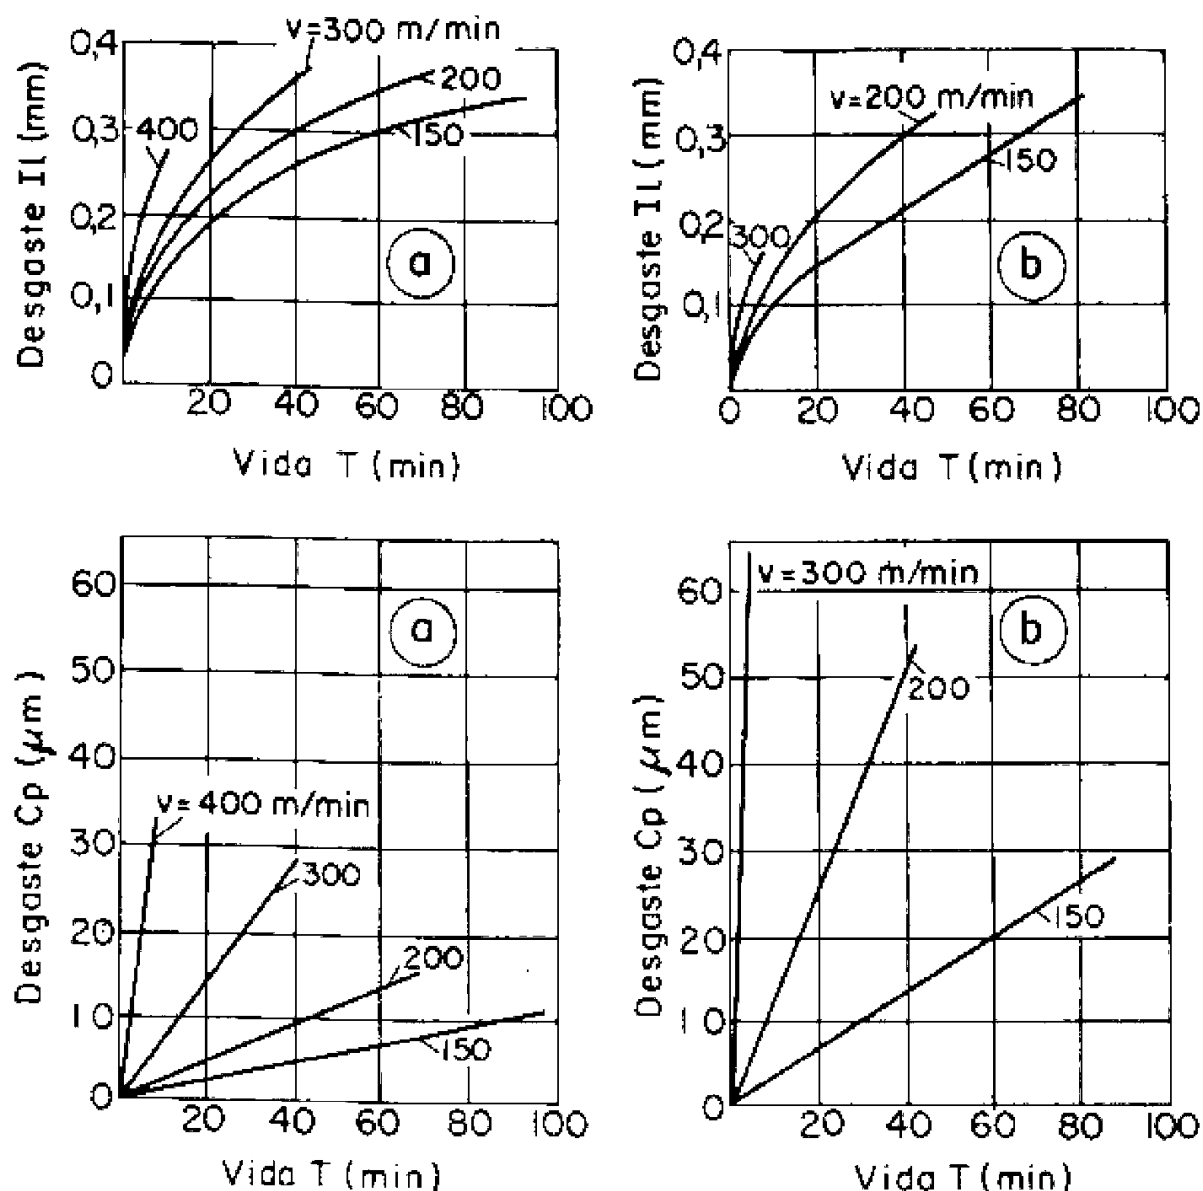 v=300 m/min
0,4
0,3
0,2
0,1
0
Desgaste Il (mm)
400
200
150
a
20 40 60 80 100
Vida T (min)
0,4
0,3
0,2
0,1
0
Desgaste Il (mm)
v=200 m/min
150
300
b
0 20 40 60 80 100
Vida T (min)
60
50
40
30
20
10
0
Desgaste Cp (µm)
a
v=400 m/min
300
200
150
20 40 60 80 100
Vida T (min)
60
50
40
30
20
10
0
Desgaste Cp (µm)
v=300 m/min
b
200
150
20 40 60 80 100
Vida T (min)